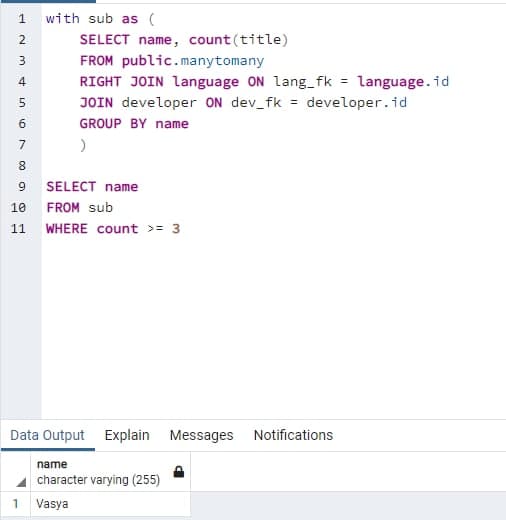 1 with sub as (
2 SELECT name, count(title)
3 FROM public.manytomany
4 RIGHT JOIN language ON lang_fk = language.id
5 JOIN developer ON dev_fk = developer.id
6 GROUP BY name
7 )
8
9 SELECT name
10 FROM sub
11 WHERE count >= 3
Data Output Explain Messages Notifications
name
character varying (255)
1 Vasya